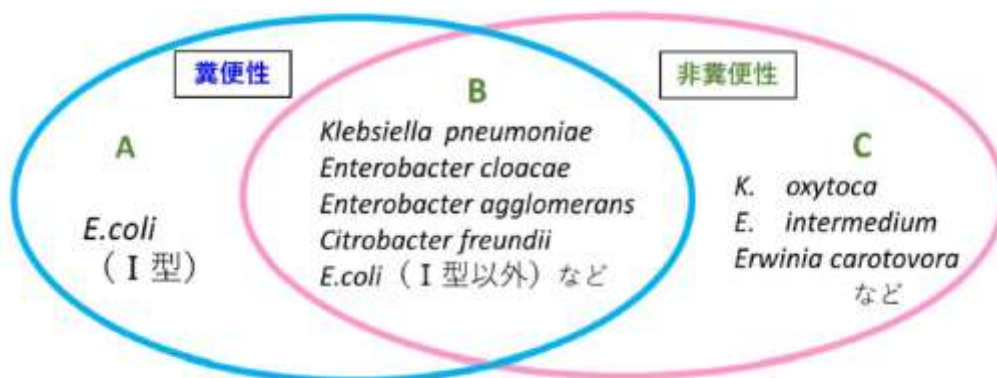 糞便性
非糞便性
A
E.coli
（Ⅰ型）
B
Klebsiella pneumoniae
Enterobacter cloacae
Enterobacter agglomerans
Citrobacter freundii
E.coli（Ⅰ型以外）など
C
K. oxytoca
E. intermedium
Erwinia carotovora
など